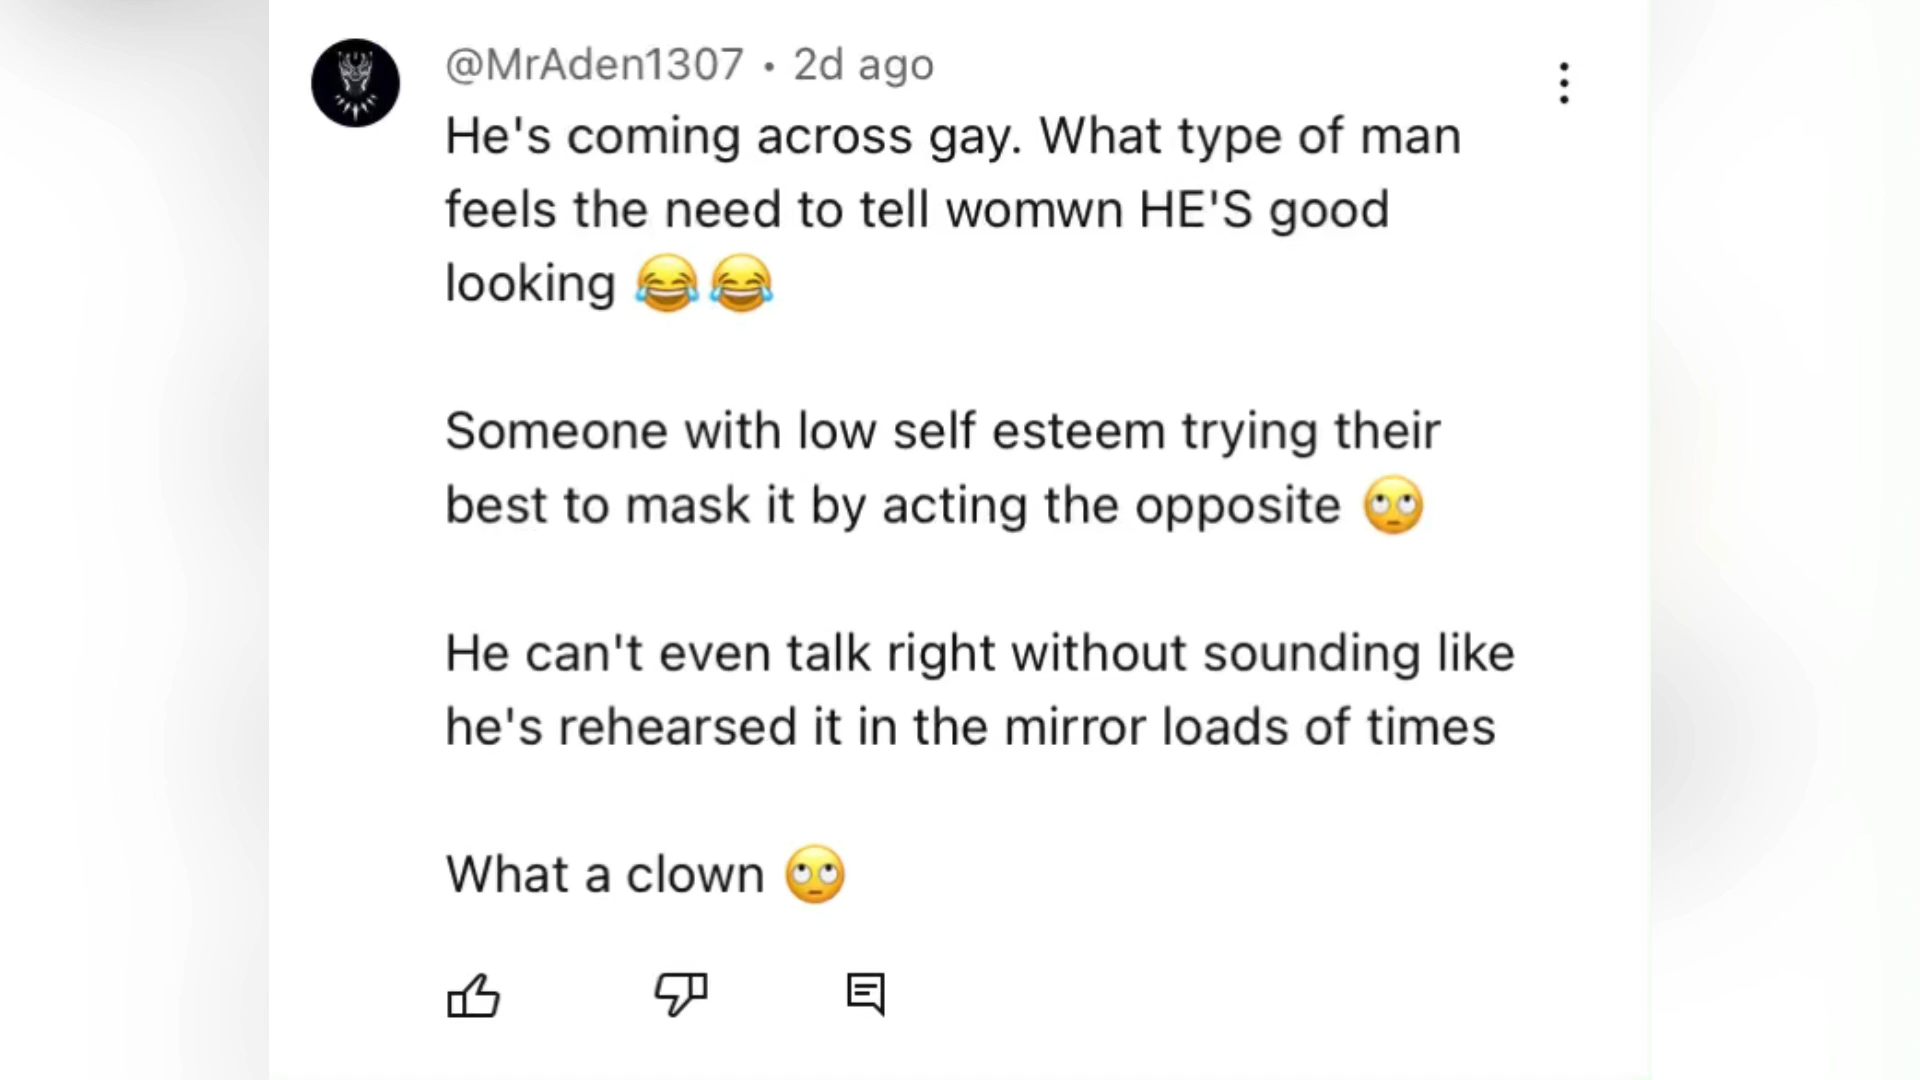 @MrAden1307 • 2d ago
He's coming across gay. What type of man
feels the need to tell womwn HE'S good
looking 😂😂
Someone with low self esteem trying their
best to mask it by acting the opposite 🙄
He can't even talk right without sounding like
he's rehearsed it in the mirror loads of times
What a clown 🙄